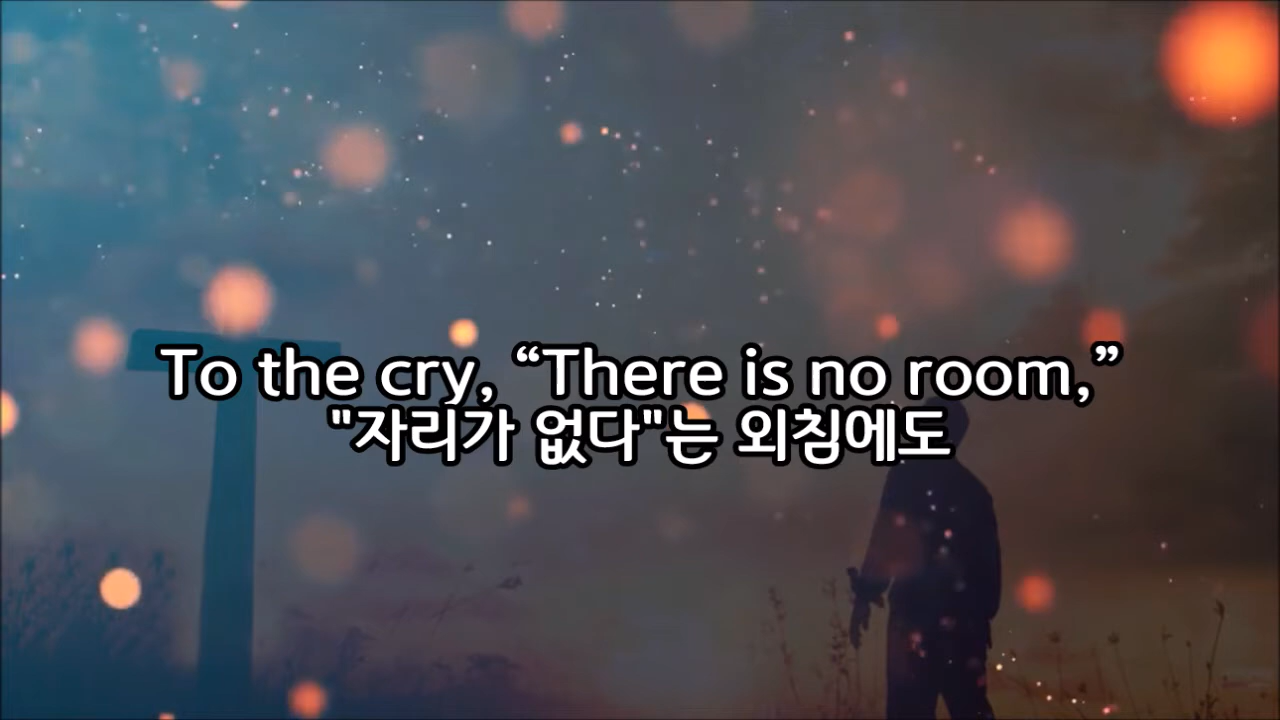 To the cry, “There is no room,”
"자리가 없다"는 외침에도